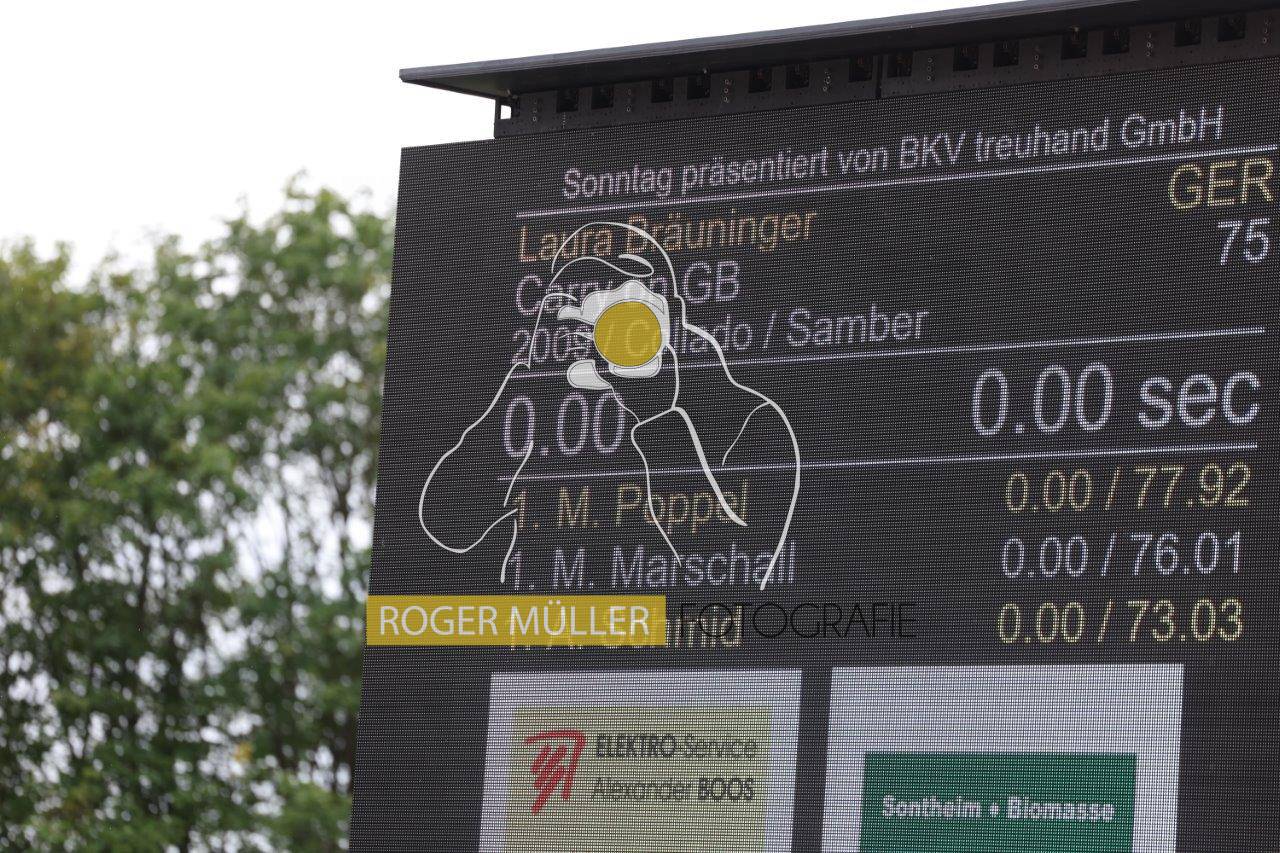 Sonntag präsentiert von BKV treuhand GmbH
GER
Laura Bräuninger
75
GB
/ Samber
0.00 0.00 sec
1. M. Poppel 0.00 / 77.92
1. M. Marschall 0.00 / 76.01
0.00 / 73.03
ROGER MÜLLER FOTOGRAFIE
ELEKTRO-Service
Alexander BOOS
Sontheim + Biomasse